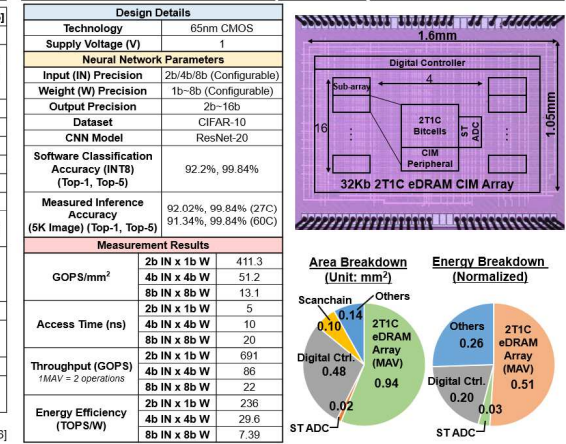 Design Details
Technology 65nm CMOS
Supply Voltage (V) 1
Neural Network Parameters
Input (IN) Precision 2b/4b/8b (Configurable)
Weight (W) Precision 1b~8b (Configurable)
Output Precision 2b~16b
Dataset CIFAR-10
CNN Model ResNet-20
Software Classification
Accuracy (INT8)
(Top-1, Top-5)
92.2%, 99.84%
Measured Inference
Accuracy
(5K Image) (Top-1, Top-5)
92.02%, 99.84% (27C)
91.34%, 99.84% (60C)
Measurement Results
GOPS/mm²
2b IN x 1b W 411.3
4b IN x 4b W 51.2
8b IN x 8b W 13.1
Access Time (ns)
2b IN x 1b W 5
4b IN x 4b W 10
8b IN x 8b W 20
Throughput (GOPS)
1MAV = 2 operations
2b IN x 1b W 691
4b IN x 4b W 86
8b IN x 8b W 22
Energy Efficiency
(TOPS/W)
2b IN x 1b W 236
4b IN x 4b W 29.6
8b IN x 8b W 7.39
1.6mm
1.05mm
Digital Controller
4
Sub-array
16
2T1C
Bitcells
ST
ADC
CIM
Peripheral
32Kb 2T1C eDRAM CIM Array
Area Breakdown
(Unit: mm²)
Scanchain
0.10
Others
0.14
2T1C
eDRAM
Array
(MAV)
0.94
Digital Ctrl.
0.48
0.02
ST ADC
Energy Breakdown
(Normalized)
Others
0.26
2T1C
eDRAM
Array
(MAV)
0.51
Digital Ctrl.
0.20
0.03
ST ADC
6]